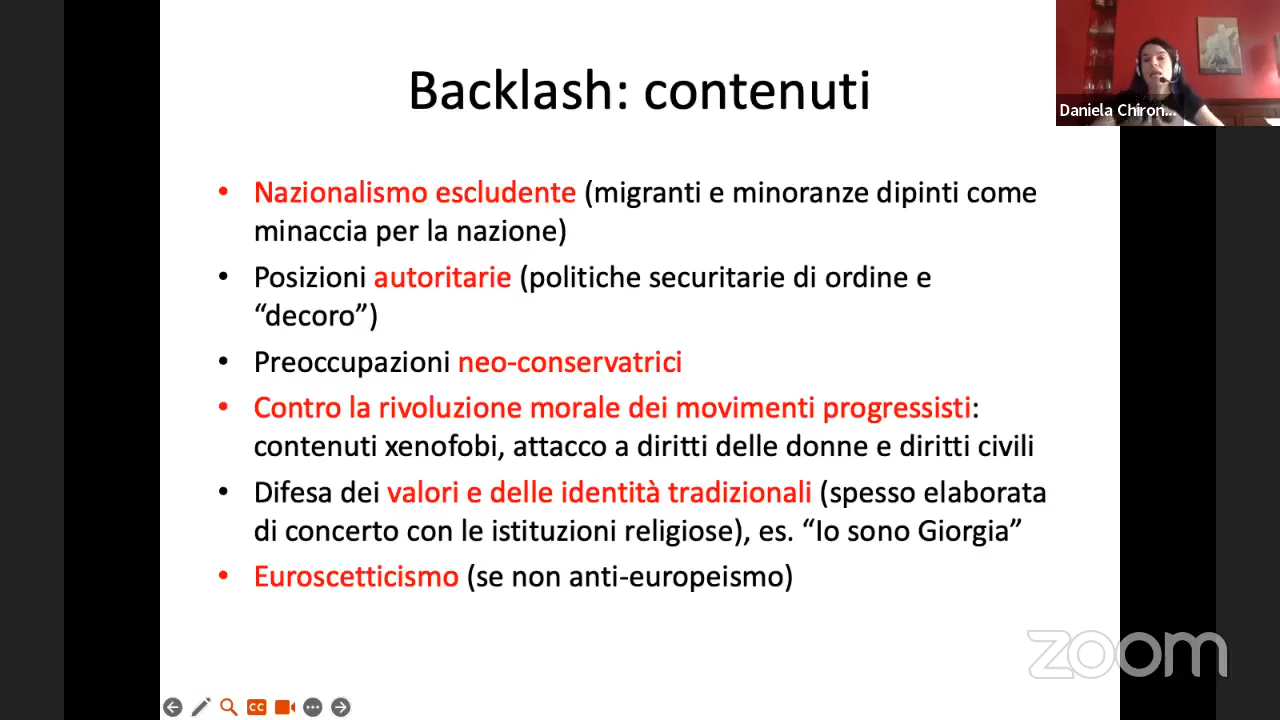 Backlash: contenuti
Daniela Chiron...
• Nazionalismo escludente (migranti e minoranze dipinti come
minaccia per la nazione)
• Posizioni autoritarie (politiche securitarie di ordine e
“decoro”)
• Preoccupazioni neo-conservatrici
• Contro la rivoluzione morale dei movimenti progressisti:
contenuti xenofobi, attacco a diritti delle donne e diritti civili
• Difesa dei valori e delle identità tradizionali (spesso elaborata
di concerto con le istituzioni religiose), es. “Io sono Giorgia”
• Euroscetticismo (se non anti-europeismo)
zoom
CC